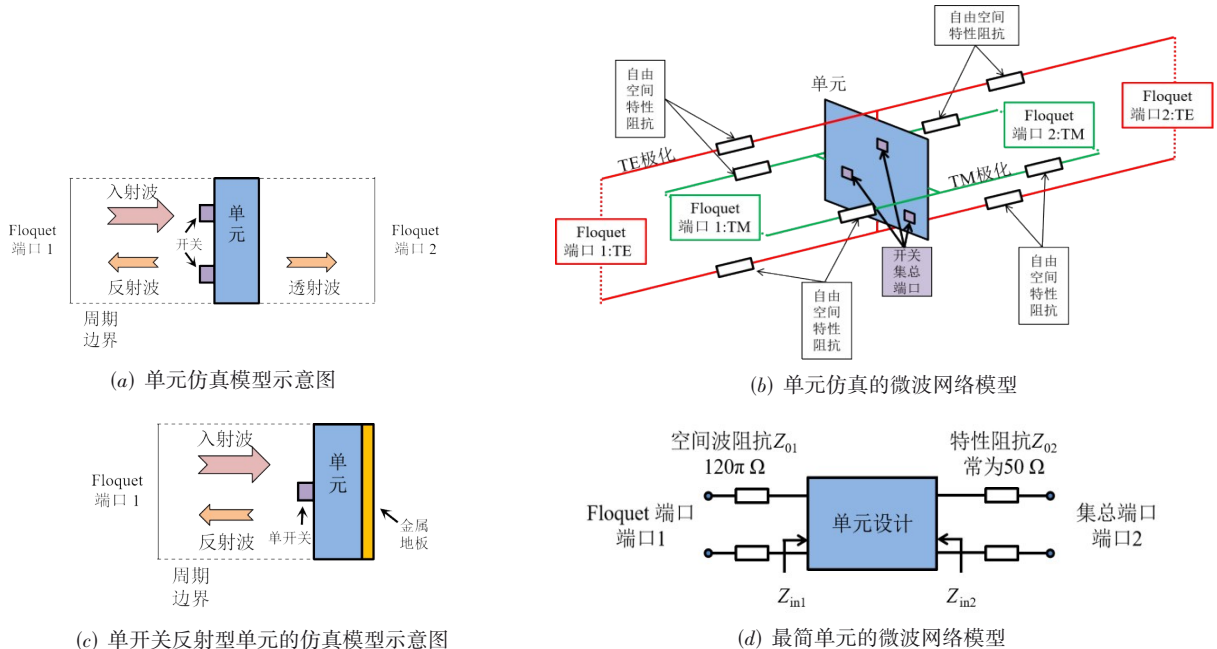 入射波
Floquet
端口 1
开关
单
元
Floquet
端口 2
反射波
透射波
周期
边界
(a) 单元仿真模型示意图
自由空间
特性阻抗
自由
空间
特性
阻抗
单元
Floquet
端口2:TE
Floquet
端口 2:TM
TE极化
TM极化
Floquet
端口 1:TM
Floquet
端口 1:TE
开关
集总
端口
自由
空间
特性
阻抗
自由
空间
特性
阻抗
(b) 单元仿真的微波网络模型
入射波
Floquet
端口 1
单
元
反射波
单开关
金属
地板
周期
边界
(c) 单开关反射型单元的仿真模型示意图
空间波阻抗Z01
120π Ω
特性阻抗Z02
常为50 Ω
Floquet 端口
端口1
单元设计
集总端口
端口2
Zin1
Zin2
(d) 最简单元的微波网络模型